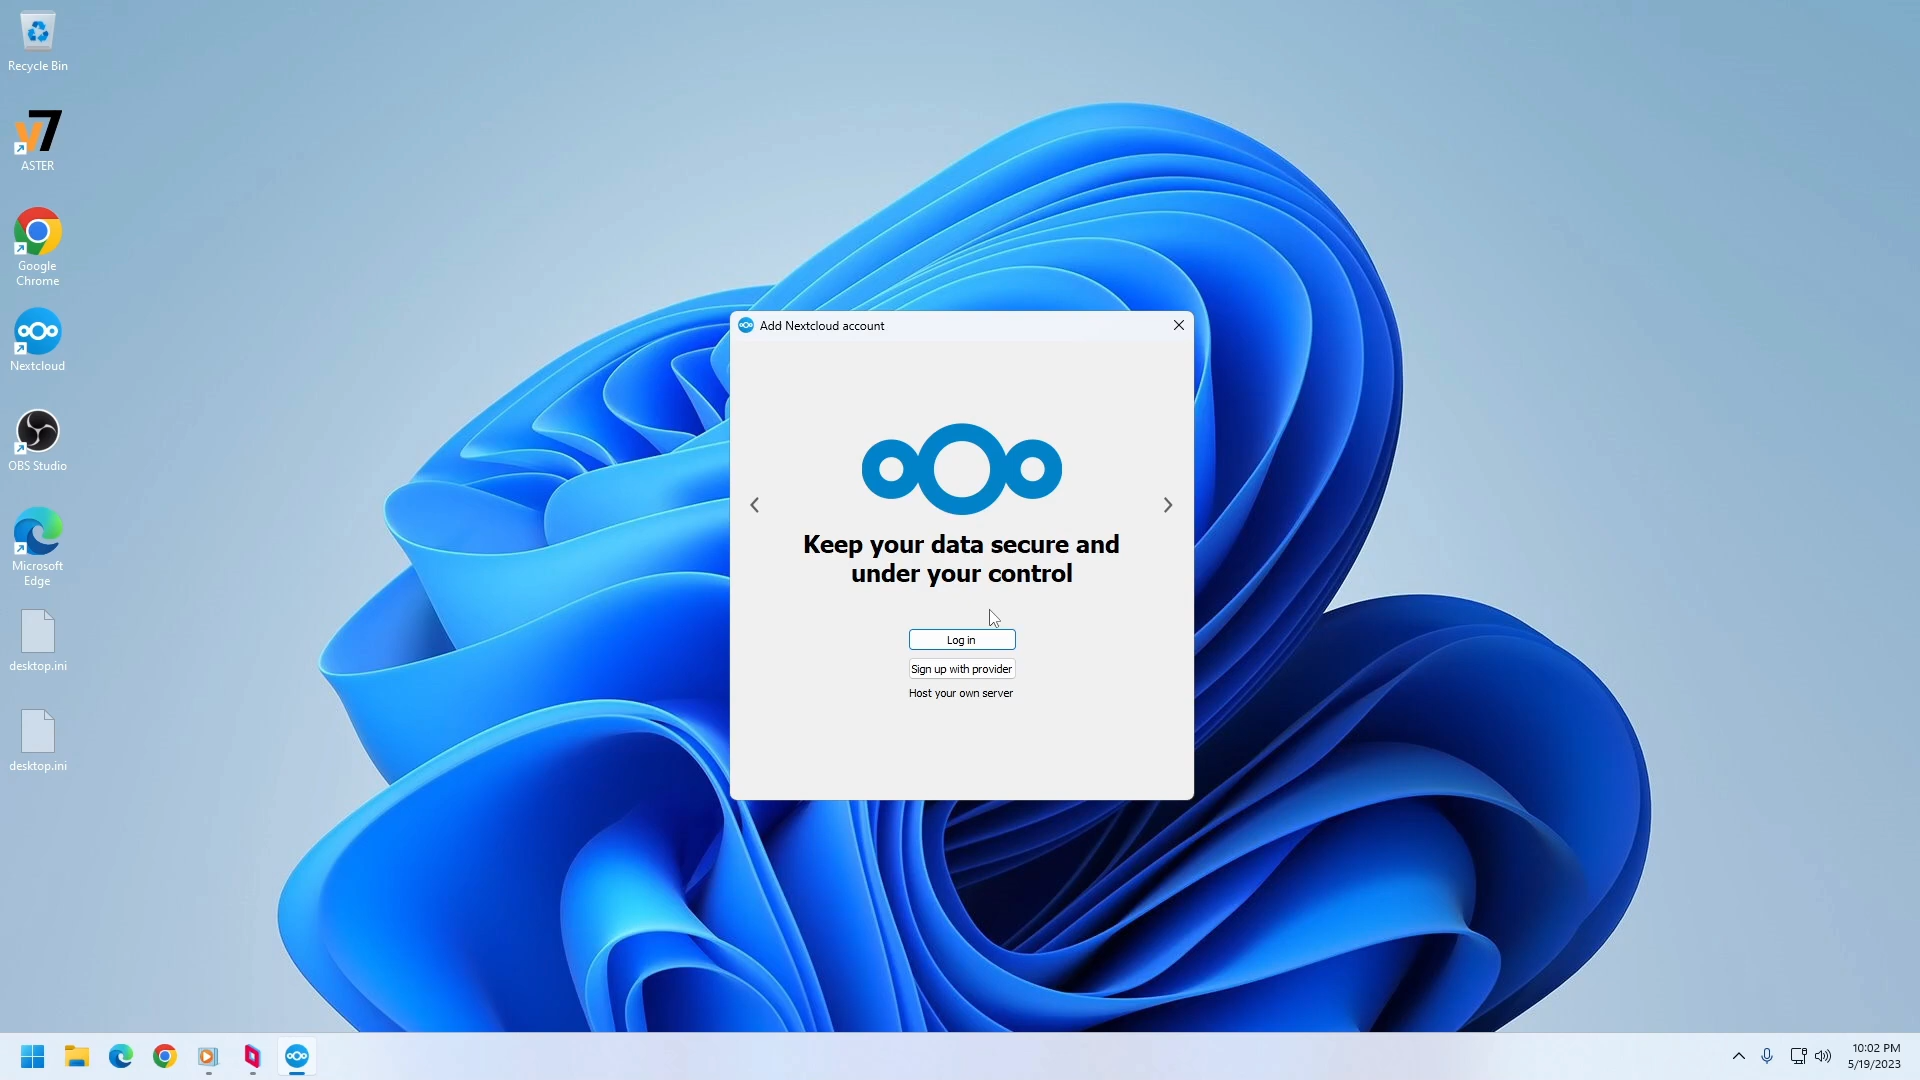 Recycle Bin
ASTER
Google
Chrome
Nextcloud
OBS Studio
Microsoft
Edge
desktop.ini
desktop.ini
Add Nextcloud account
Keep your data secure and
under your control
Log in
Sign up with provider
Host your own server
10:02 PM
5/19/2023